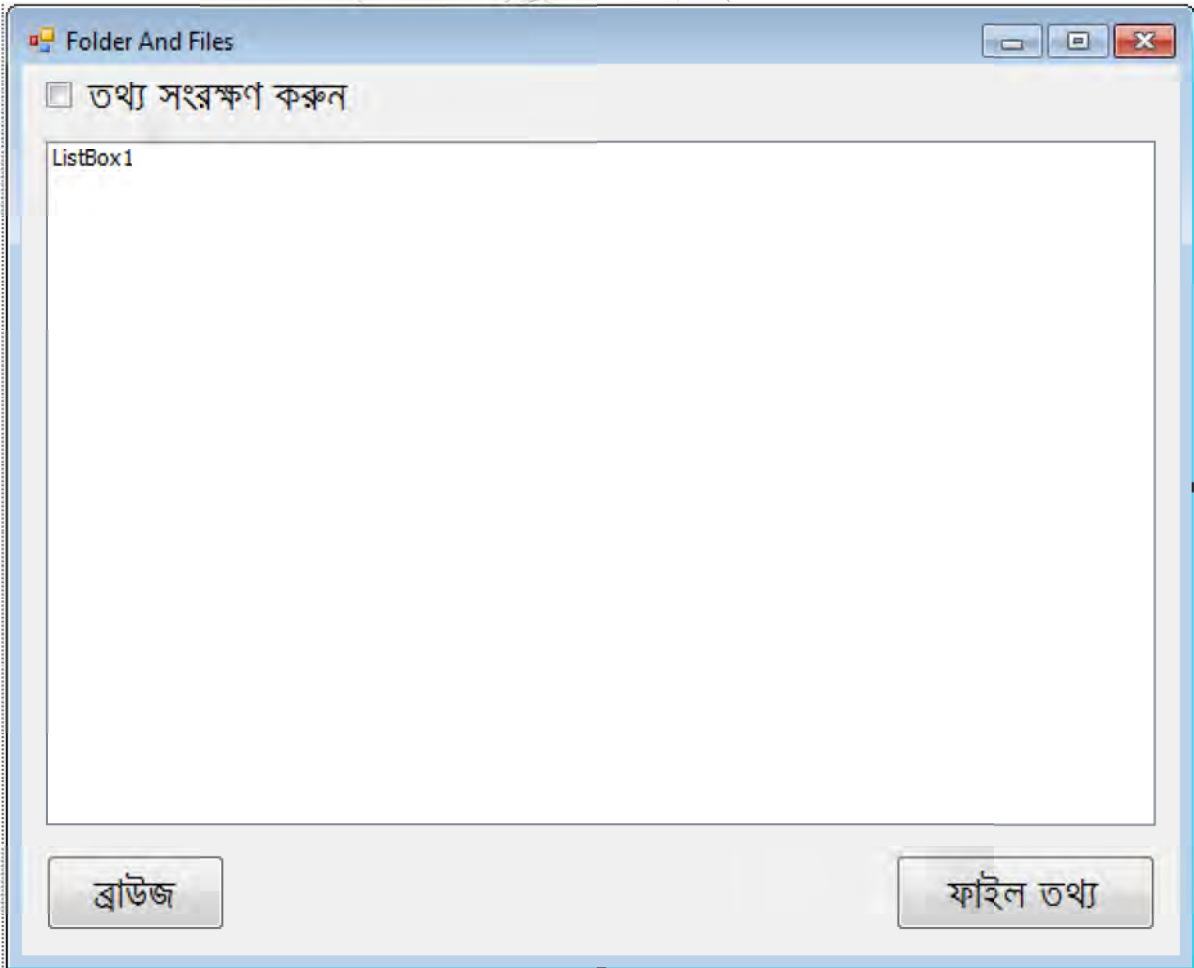 Folder And Files
তথ্য সংরক্ষণ করুন
ListBox1
ব্রাউজ
ফাইল তথ্য